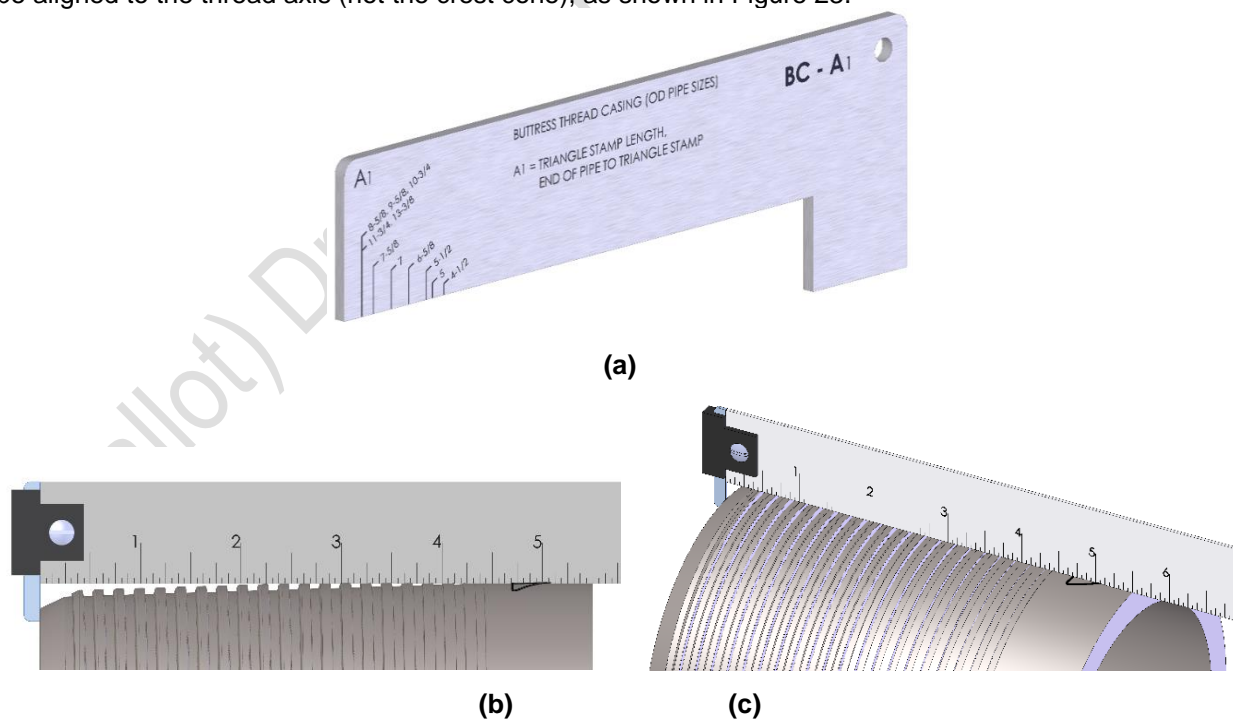 be aligned to the thread axis (not the crest cone), as shown in Figure 28.
BC - A1
BUTTRESS THREAD CASING (OD PIPE SIZES)
A1 = TRIANGLE STAMP LENGTH,
END OF PIPE TO TRIANGLE STAMP
A1
8-5/8, 9-5/8, 10-3/4
11-3/4, 13-3/8
7-5/8
7
6-5/8
5-1/2
5
4-1/2
(a)
1 2 3 4 5
1 2 3 4 5 6
(b) (c)